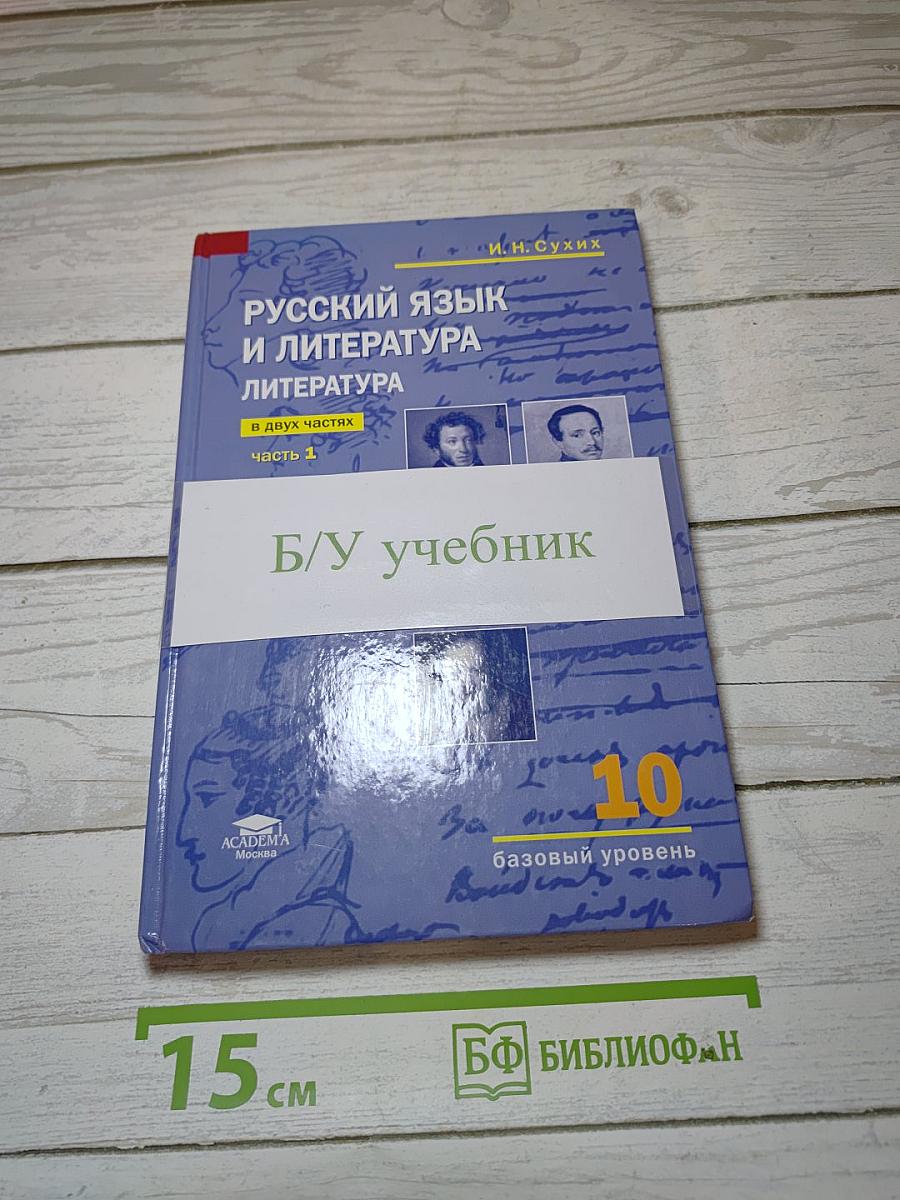 И. Н. Сухих
РУССКИЙ ЯЗЫК
И ЛИТЕРАТУРА
ЛИТЕРАТУРА
в двух частях
часть 1
Б/У учебник
10
базовый уровень
ACADEMA
Москва
15 см
БФ БИБЛИОФАН